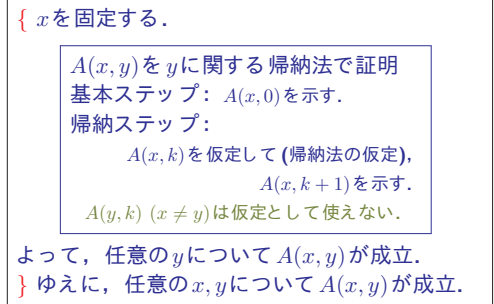 { xを固定する．
A(x, y)をyに関する帰納法で証明
基本ステップ： A(x, 0)を示す．
帰納ステップ：
A(x, k)を仮定して (帰納法の仮定)，
A(x, k + 1)を示す．
A(y, k) (x ≠ y)は仮定として使えない．
よって，任意のyについて A(x, y)が成立．
} ゆえに，任意のx, yについて A(x, y)が成立．